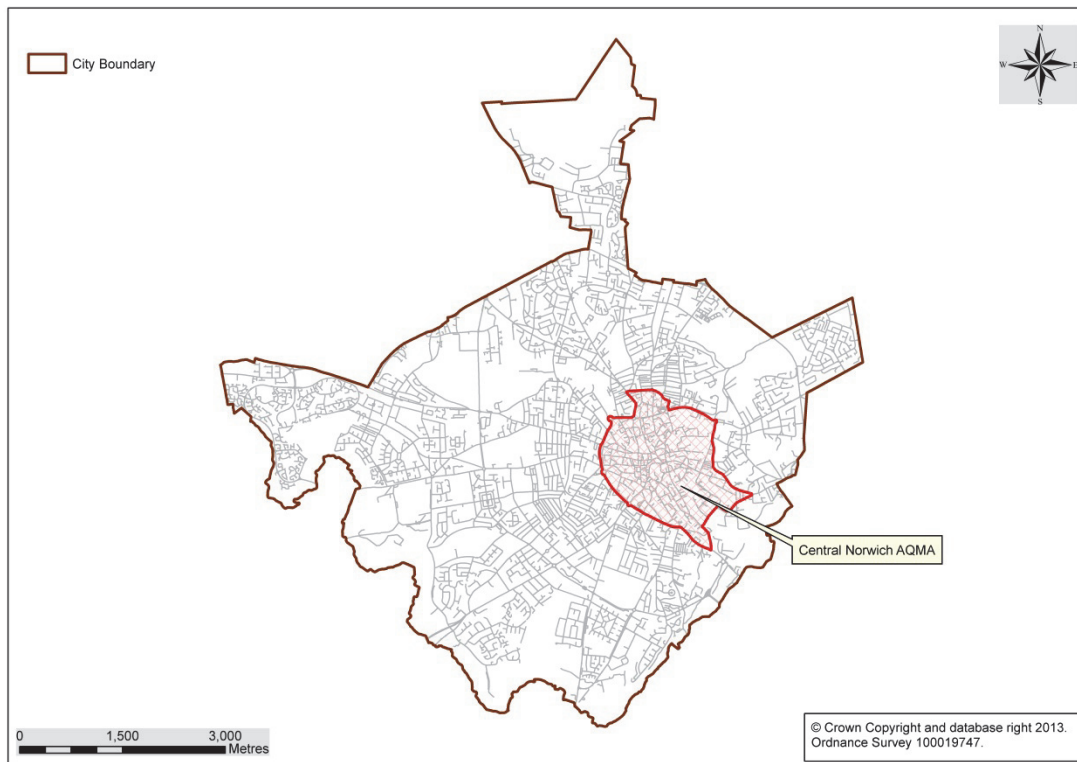 City Boundary
N
W E
S
Central Norwich AQMA
0 1,500 3,000
Metres
© Crown Copyright and database right 2013.
Ordnance Survey 100019747.